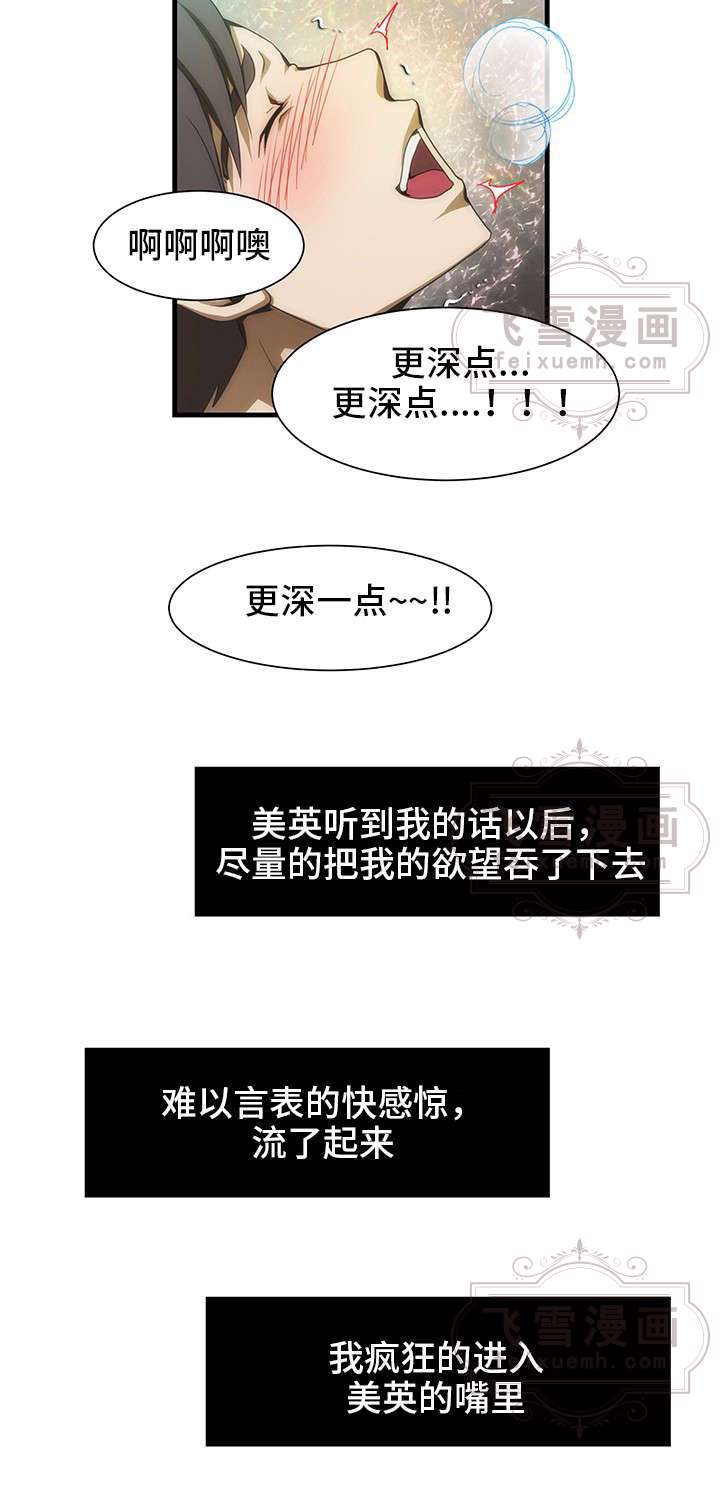 啊啊啊噢
更深点...
更深点....！！！
更深一点~~!!
美英听到我的话以后，
尽量的把我的欲望吞了下去
难以言表的快感惊，
流了起来
我疯狂的进入
美英的嘴里
飞雪漫画
feixuemh.com
飞雪漫画
feixuemh.com
飞雪漫画
feixuemh.com